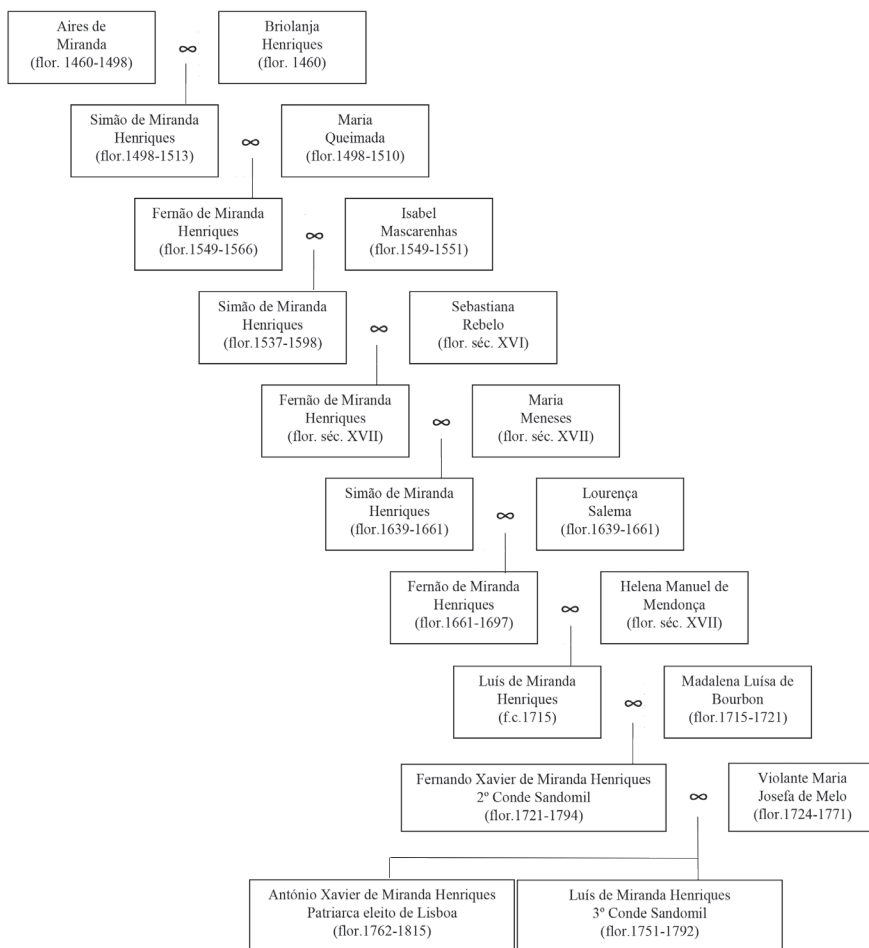 Aires de
Miranda
(flor. 1460-1498)
∞
Briolanja
Henriques
(flor. 1460)
Simão de Miranda
Henriques
(flor.1498-1513)
∞
Maria
Queimada
(flor.1498-1510)
Fernão de Miranda
Henriques
(flor.1549-1566)
∞
Isabel
Mascarenhas
(flor.1549-1551)
Simão de Miranda
Henriques
(flor.1537-1598)
∞
Sebastiana
Rebelo
(flor. séc. XVI)
Fernão de Miranda
Henriques
(flor. séc. XVII)
∞
Maria
Meneses
(flor. séc. XVII)
Simão de Miranda
Henriques
(flor.1639-1661)
∞
Lourença
Salema
(flor.1639-1661)
Fernão de Miranda
Henriques
(flor.1661-1697)
∞
Helena Manuel de
Mendonça
(flor. séc. XVII)
Luís de Miranda
Henriques
(f.c.1715)
∞
Madalena Luísa de
Bourbon
(flor.1715-1721)
Fernando Xavier de Miranda Henriques
2º Conde Sandomil
(flor.1721-1794)
∞
Violante Maria
Josefa de Melo
(flor.1724-1771)
António Xavier de Miranda Henriques
Patriarca eleito de Lisboa
(flor.1762-1815)
Luís de Miranda Henriques
3º Conde Sandomil
(flor.1751-1792)